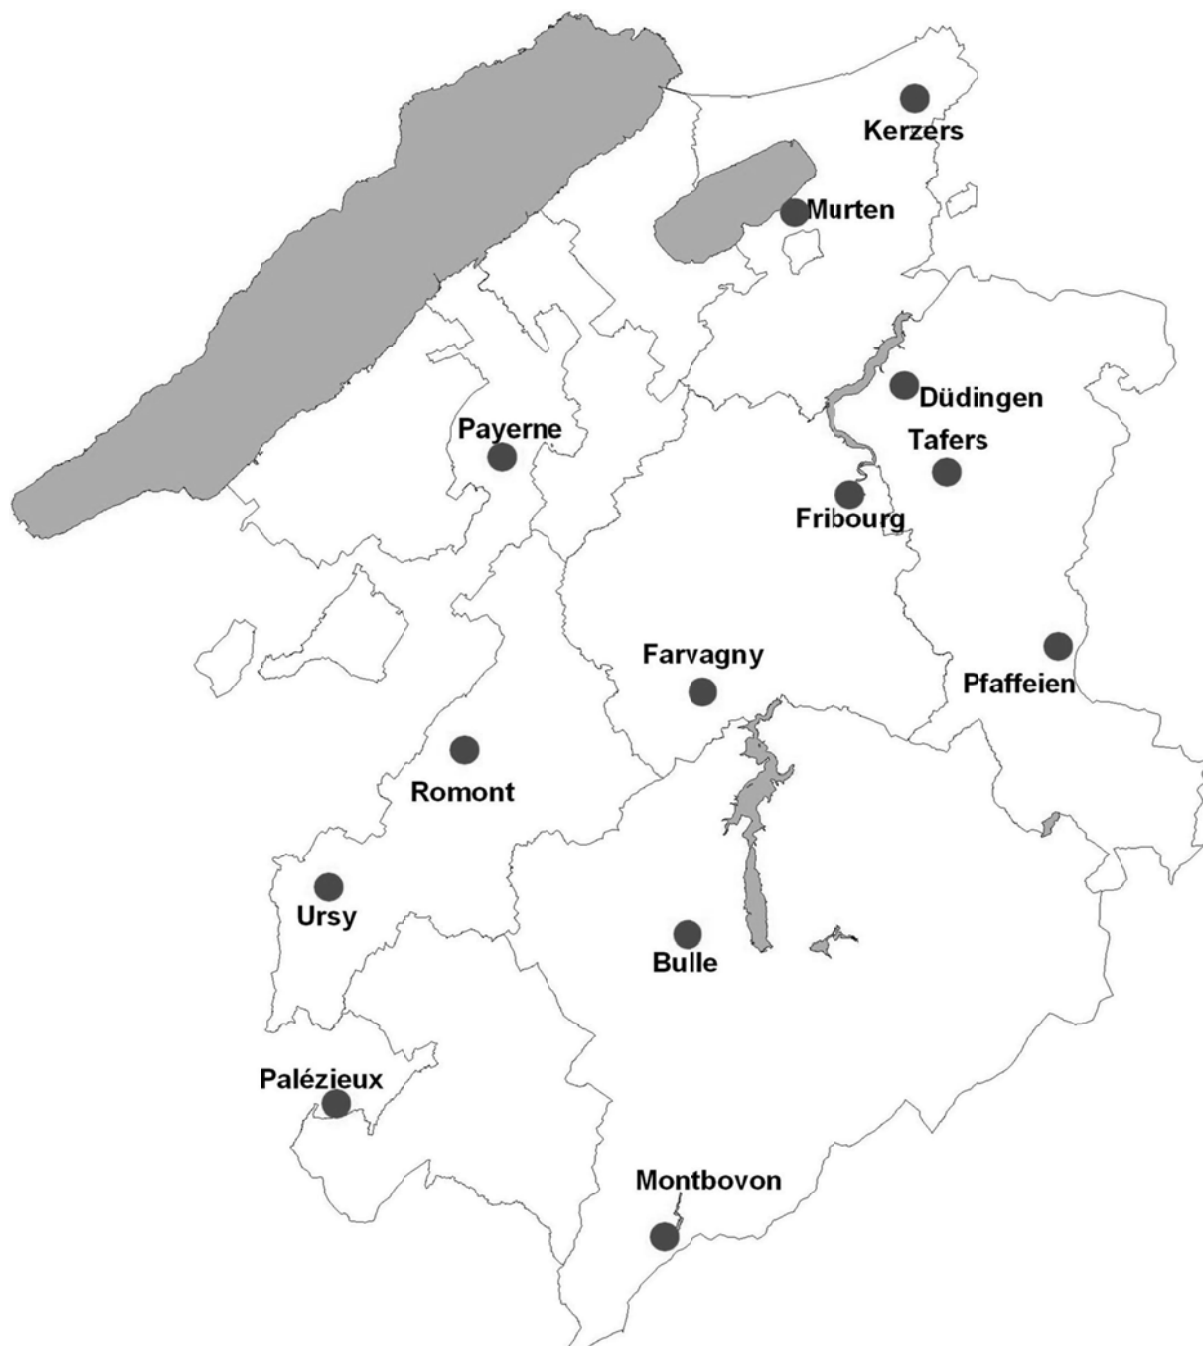 Kerzers
Murten
Düdingen
Payerne
Tafers
Fribourg
Farvagny
Pfaffeien
Romont
Ursy
Bulle
Palézieux
Montbovon